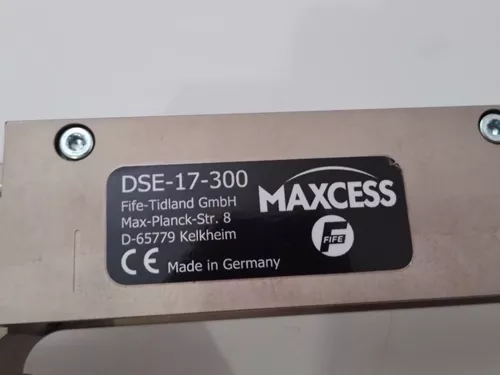 DSE-17-300
Fife-Tidland GmbH
Max-Planck-Str. 8
D-65779 Kelkheim
CE Made in Germany
MAXCESS
F
FIFE